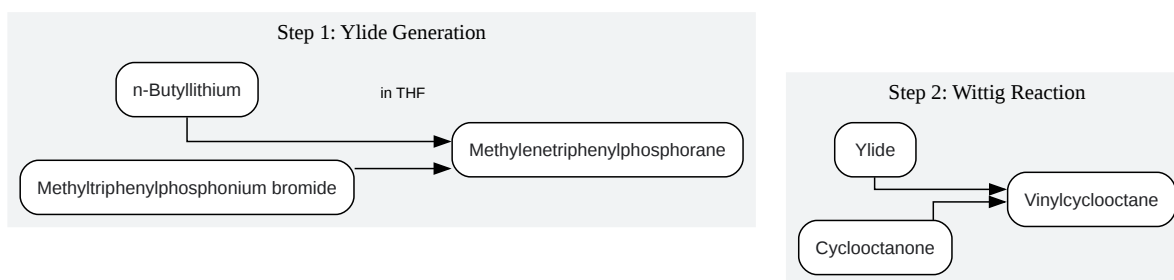 Step 1: Ylide Generation
n-Butyllithium
in THF
Methylenetriphenylphosphorane
Methyltriphenylphosphonium bromide
Step 2: Wittig Reaction
Ylide
Vinylcyclooctane
Cyclooctanone